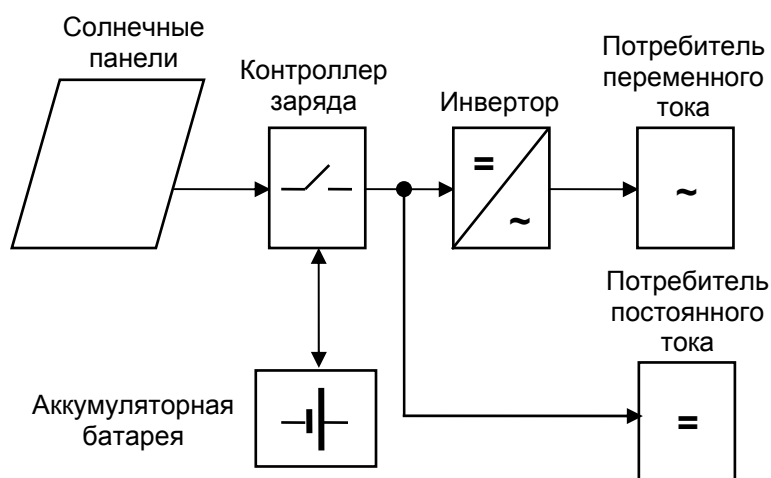 Солнечные
панели
Контроллер
заряда
Инвертор
=
~
Потребитель
переменного
тока
~
Потребитель
постоянного
тока
=
Аккумуляторная
батарея